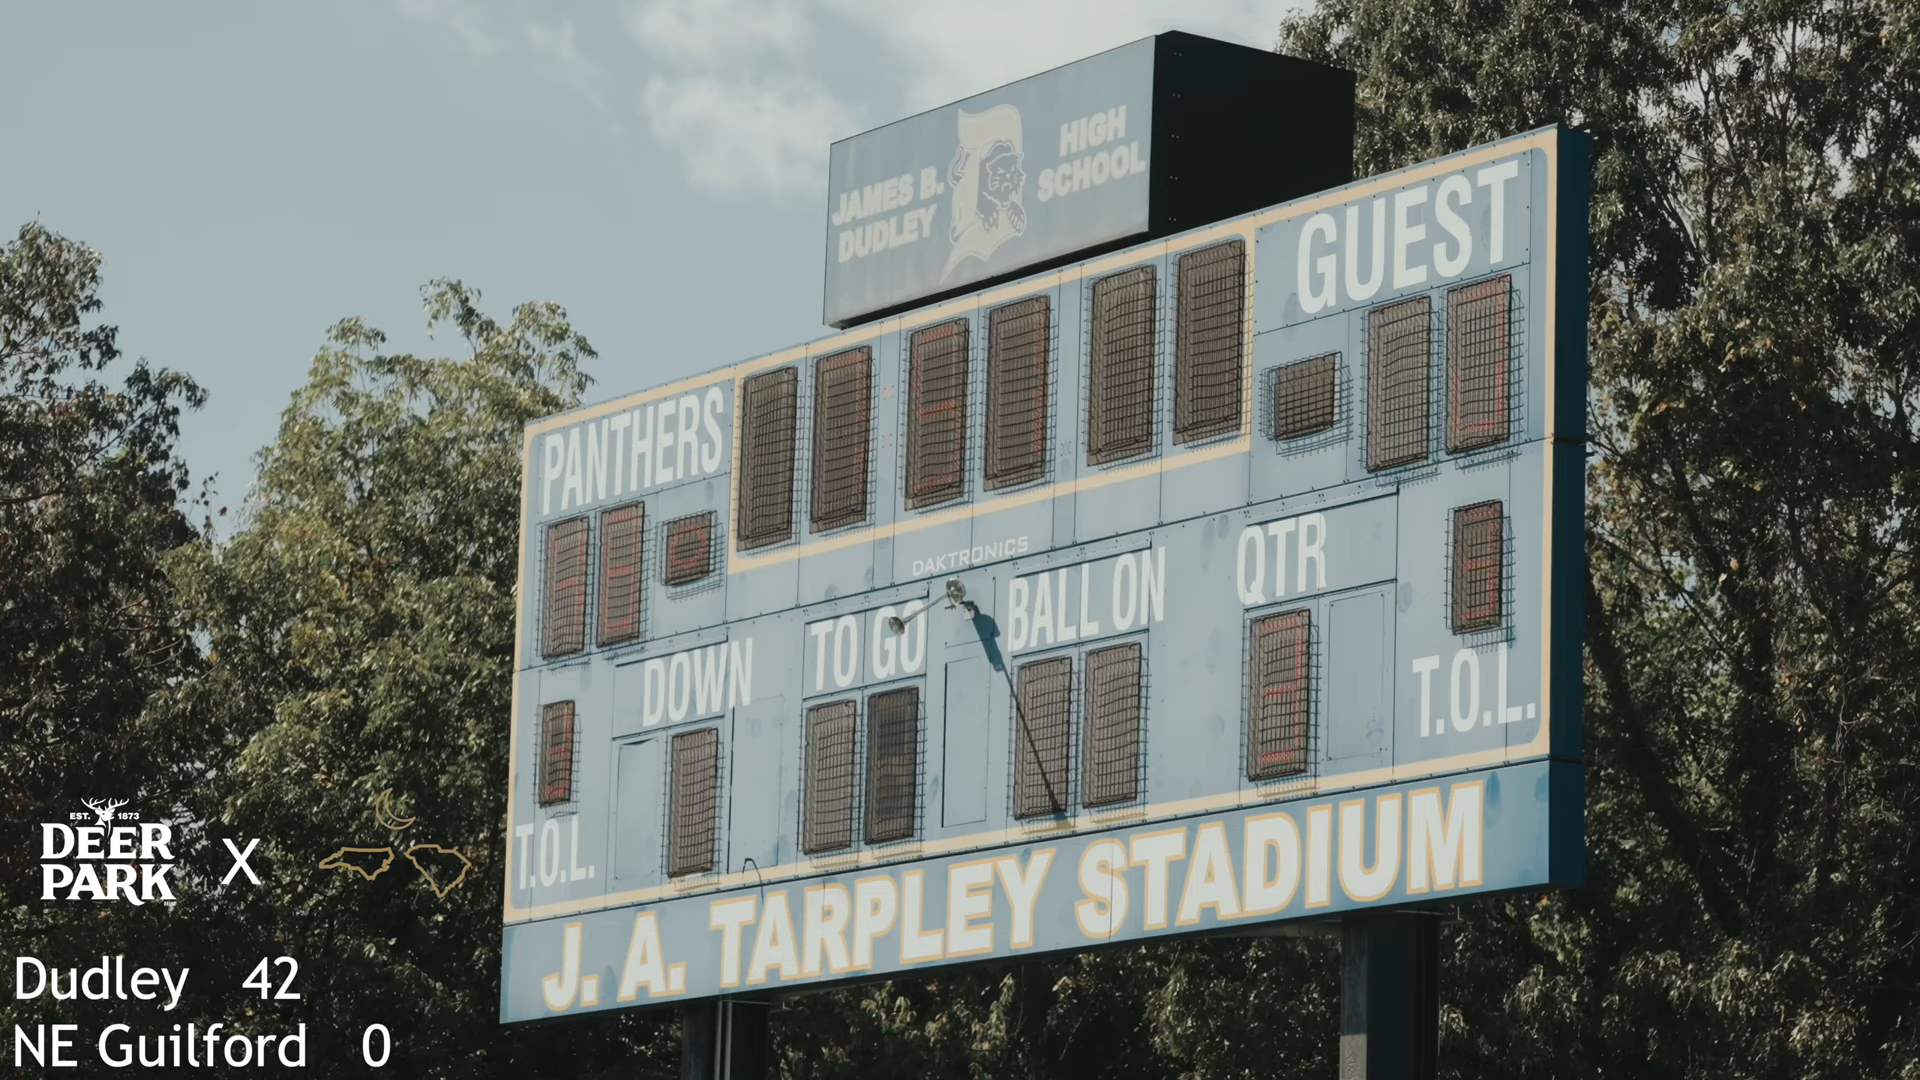 JAMES B.
DUDLEY
HIGH
SCHOOL
GUEST
PANTHERS
DAKTRONICS
DOWN
TO GO
BALL ON
QTR
T.O.L.
T.O.L.
J. A. TARPLEY STADIUM
EST. 1873
DEER
PARK
X
Dudley 42
NE Guilford 0